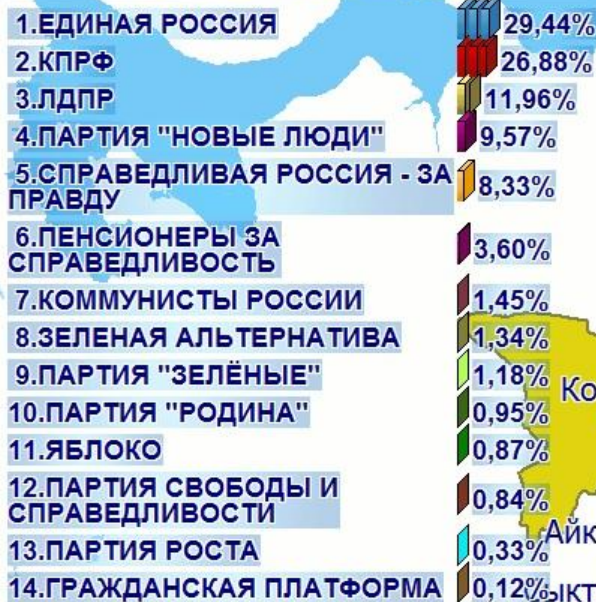 1.ЕДИНАЯ РОССИЯ 29,44%
2.КПРФ 26,88%
3.ЛДПР 11,96%
4.ПАРТИЯ "НОВЫЕ ЛЮДИ" 9,57%
5.СПРАВЕДЛИВАЯ РОССИЯ - ЗА
ПРАВДУ 8,33%
6.ПЕНСИОНЕРЫ ЗА
СПРАВЕДЛИВОСТЬ 3,60%
7.КОММУНИСТЫ РОССИИ 1,45%
8.ЗЕЛЕНАЯ АЛЬТЕРНАТИВА 1,34%
9.ПАРТИЯ "ЗЕЛЁНЫЕ" 1,18%
Ко
10.ПАРТИЯ "РОДИНА" 0,95%
11.ЯБЛОКО 0,87%
12.ПАРТИЯ СВОБОДЫ И
СПРАВЕДЛИВОСТИ 0,84%
Айк
13.ПАРТИЯ РОСТА 0,33%
14.ГРАЖДАНСКАЯ ПЛАТФОРМА 0,12%
ыкт